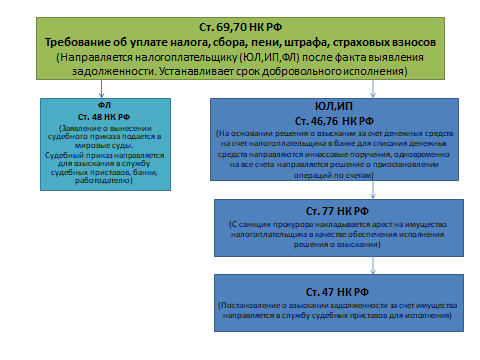 Ст. 69,70 НК РФ
Требование об уплате налога, сбора, пени, штрафа, страховых взносов
(Направляется налогоплательщику (ЮЛ,ИП,ФЛ) после факта выявления
задолженности. Устанавливает срок добровольного исполнения)
ФЛ
Ст. 48 НК РФ
(Заявление о вынесении
судебного приказа подается в
мировые суды.
Судебный приказ направляется
для взыскания в службу
судебных приставов, банки,
работодателю)
ЮЛ,ИП
Ст. 46,76 НК РФ
(На основании решения о взыскании за счет денежных средств
на счет налогоплательщика в банке для списания денежных
средств направляются инкассовые поручения, одновременно
на все счета направляется решение о приостановлении
операций по счетам)
Ст. 77 НК РФ
(С санкции прокурора накладывается арест на имущество
налогоплательщика в качестве обеспечения исполнения
решения о взыскании)
Ст. 47 НК РФ
(Постановление о взыскании задолженности за счет имущества
направляется в службу судебных приставов для исполнения)